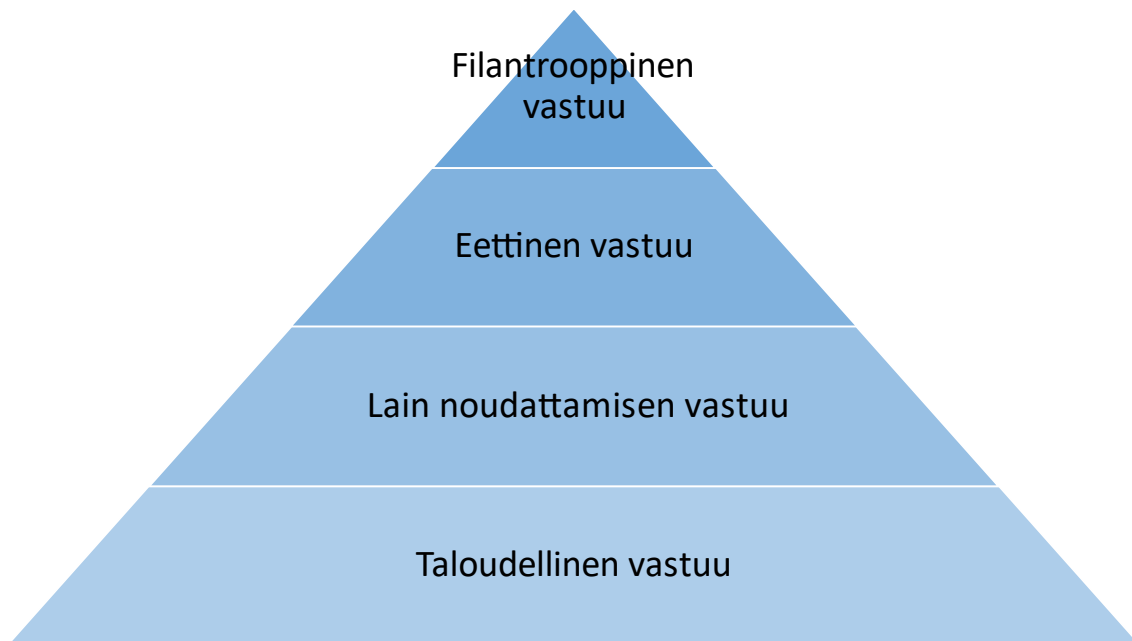 Filantrooppinen
vastuu
Eettinen vastuu
Lain noudattamisen vastuu
Taloudellinen vastuu